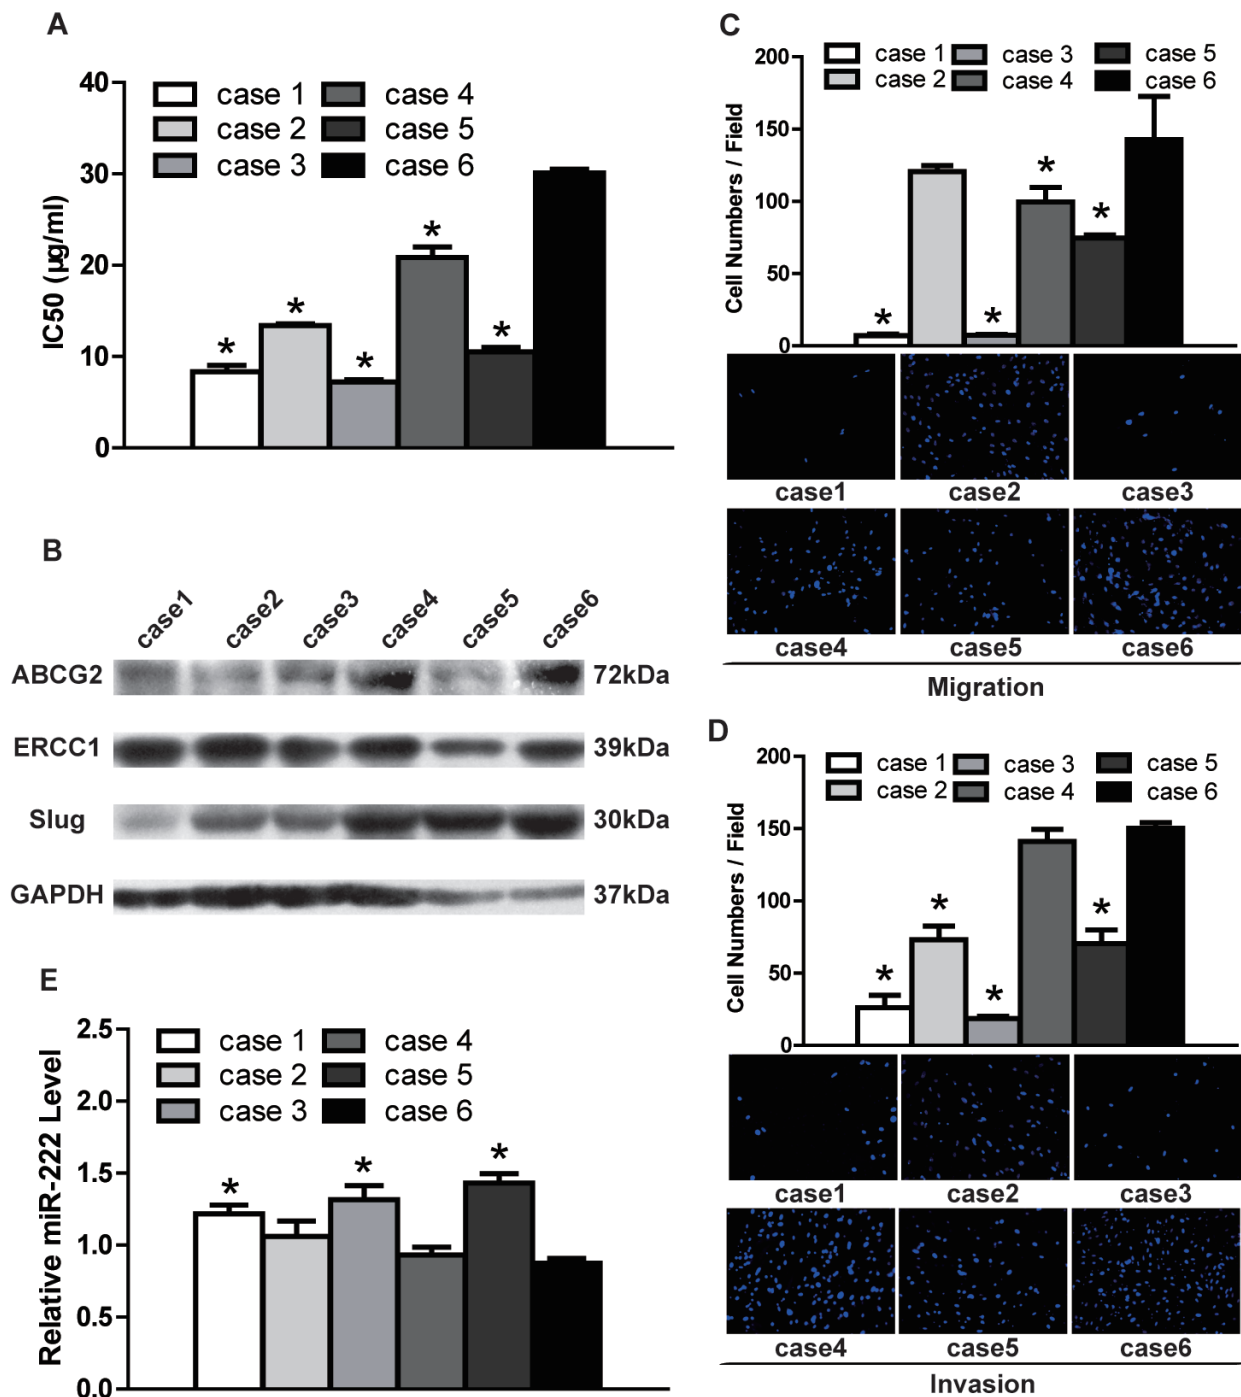 A
IC50 (µg/ml)
40
30
20
10
0
case 1
case 2
case 3
case 4
case 5
case 6
*
*
*
*
*
B
case1
case2
case3
case4
case5
case6
ABCG2 72kDa
ERCC1 39kDa
Slug 30kDa
GAPDH 37kDa
E
Relative miR-222 Level
2.5
2.0
1.5
1.0
0.5
0.0
case 1
case 2
case 3
case 4
case 5
case 6
*
*
*
C
Cell Numbers / Field
200
150
100
50
0
case 1
case 2
case 3
case 4
case 5
case 6
*
*
*
*
case1 case2 case3
case4 case5 case6
Migration
D
Cell Numbers / Field
200
150
100
50
0
case 1
case 2
case 3
case 4
case 5
case 6
*
*
*
*
case1 case2 case3
case4 case5 case6
Invasion